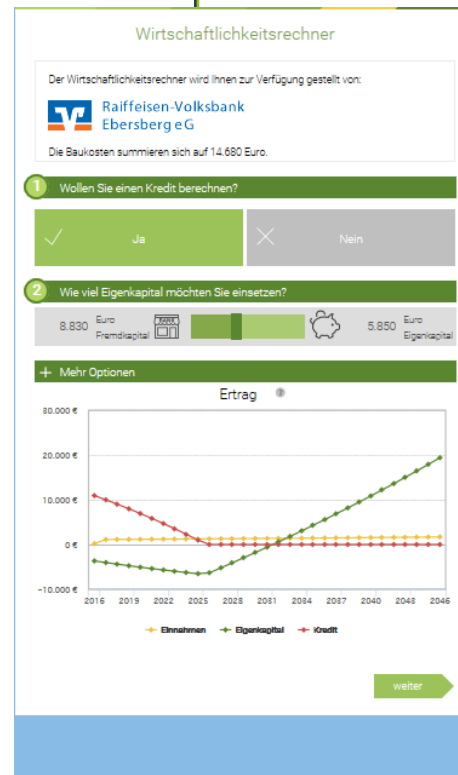 Wirtschaftlichkeitsrechner
Der Wirtschaftlichkeitsrechner wird Ihnen zur Verfügung gestellt von:
Raiffeisen-Volksbank
Ebersberg eG
Die Baukosten summieren sich auf 14.680 Euro.
1 Wollen Sie einen Kredit berechnen?
Ja Nein
2 Wie viel Eigenkapital möchten Sie einsetzen?
8.830 Euro Fremdkapital BANK 5.850 Euro Eigenkapital
+ Mehr Optionen
Ertrag
30.000 €
20.000 €
10.000 €
0 €
-10.000 €
2016 2019 2022 2025 2028 2031 2034 2037 2040 2043 2046
Einnahmen Eigenkapital Kredit
weiter